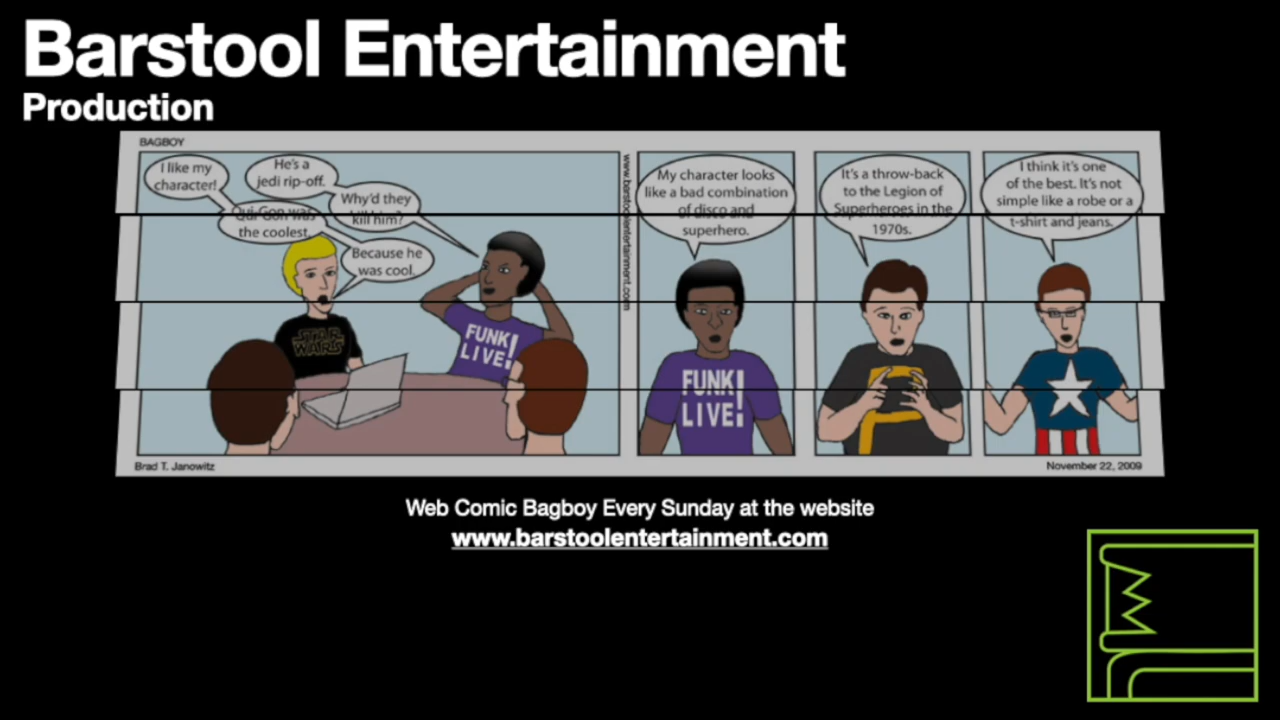 Barstool Entertainment
Production
BAGBOY
I like my
character!
He's a
jedi rip-off.
Qui-Gon was
the coolest.
Why'd they
kill him?
Because he
was cool.
STAR
WARS
FUNK
LIVE!
www.barstoolentertainment.com
My character looks
like a bad combination
of disco and
superhero.
FUNK
LIVE!
It's a throw-back
to the Legion of
Superheroes in the
1970s.
I think it's one
of the best. It's not
simple like a robe or a
t-shirt and jeans.
Brad T. Janowitz
November 22, 2009
Web Comic Bagboy Every Sunday at the website
www.barstoolentertainment.com